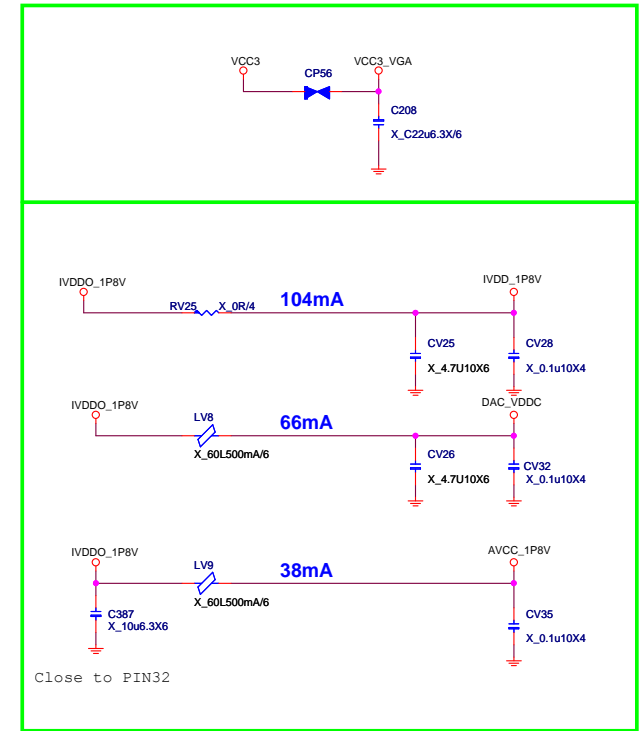 VCC3
VCC3_VGA
CP56
C208
X_C22u6.3X/6
IVDDO_1P8V
IVDD_1P8V
RV25 X_0R/4
104mA
CV25
X_4.7U10X6
CV28
X_0.1u10X4
IVDDO_1P8V
DAC_VDDC
LV8
66mA
X_60L500mA/6
CV26
X_4.7U10X6
CV32
X_0.1u10X4
IVDDO_1P8V
AVCC_1P8V
LV9
38mA
X_60L500mA/6
C387
X_10u6.3X6
CV35
X_0.1u10X4
Close to PIN32